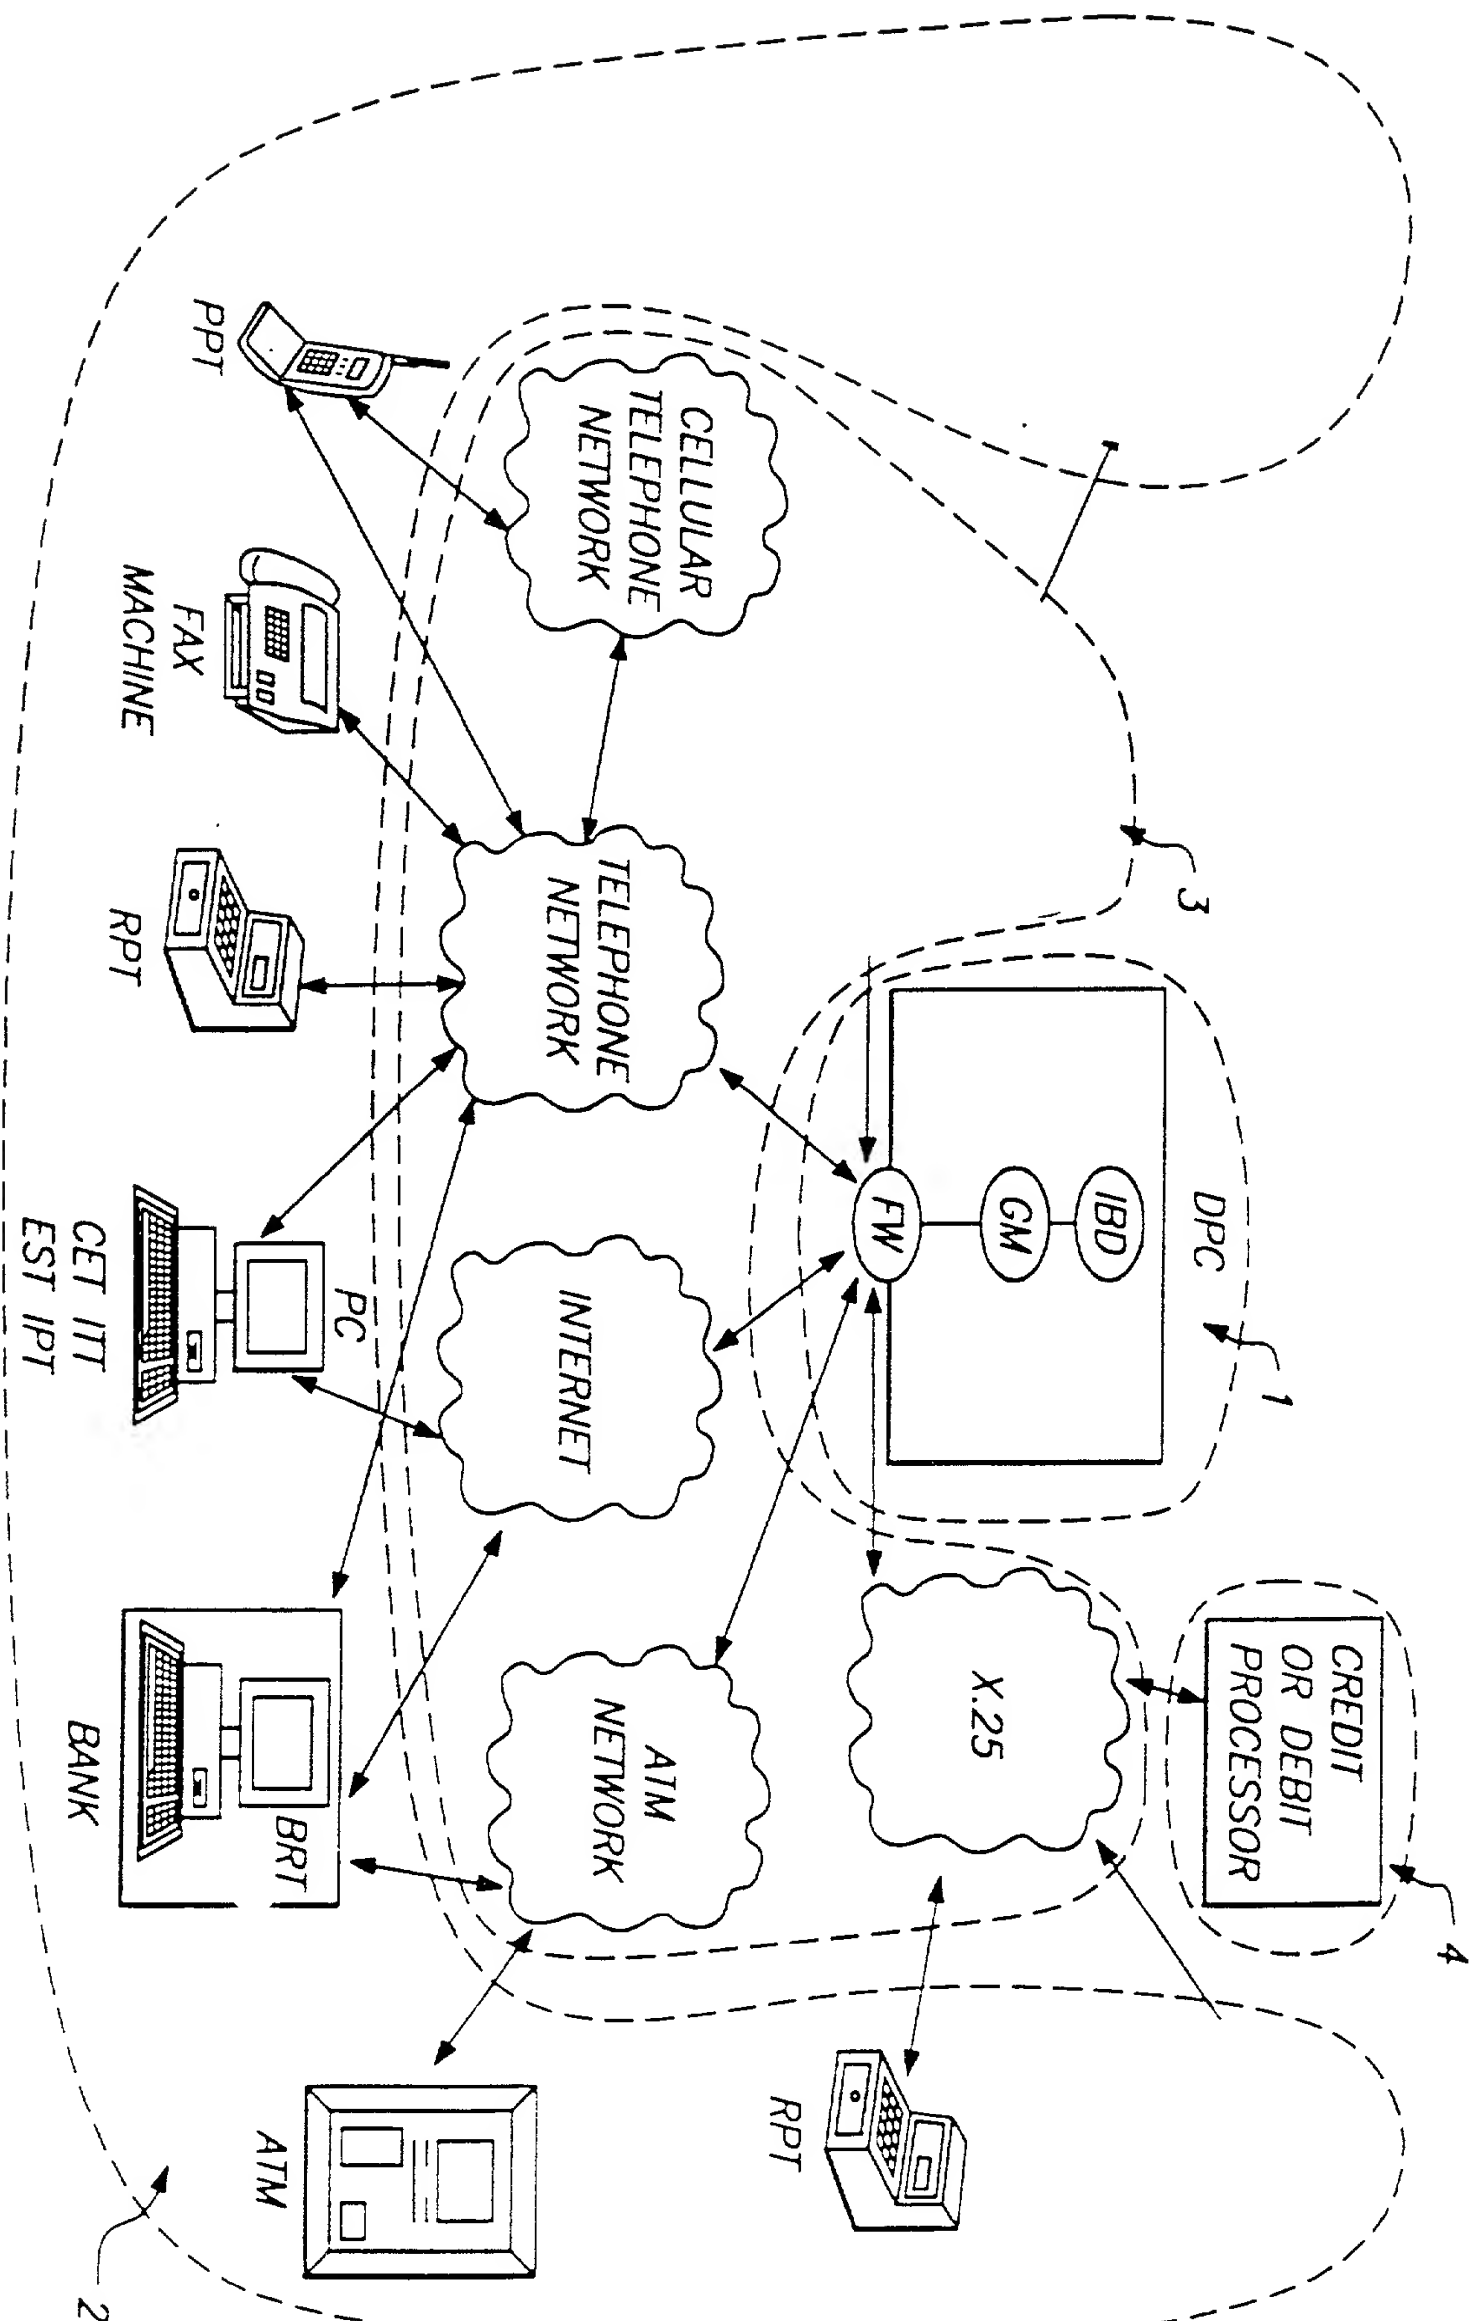 DPC
1
IBD
GM
FW
3
CREDIT
OR DEBIT
PROCESSOR
4
X.25
CELLULAR
TELEPHONE
NETWORK
TELEPHONE
NETWORK
INTERNET
ATM
NETWORK
RPT
PPT
FAX
MACHINE
RPT
PC
CET ITT
EST IPT
BRT
BANK
ATM
2